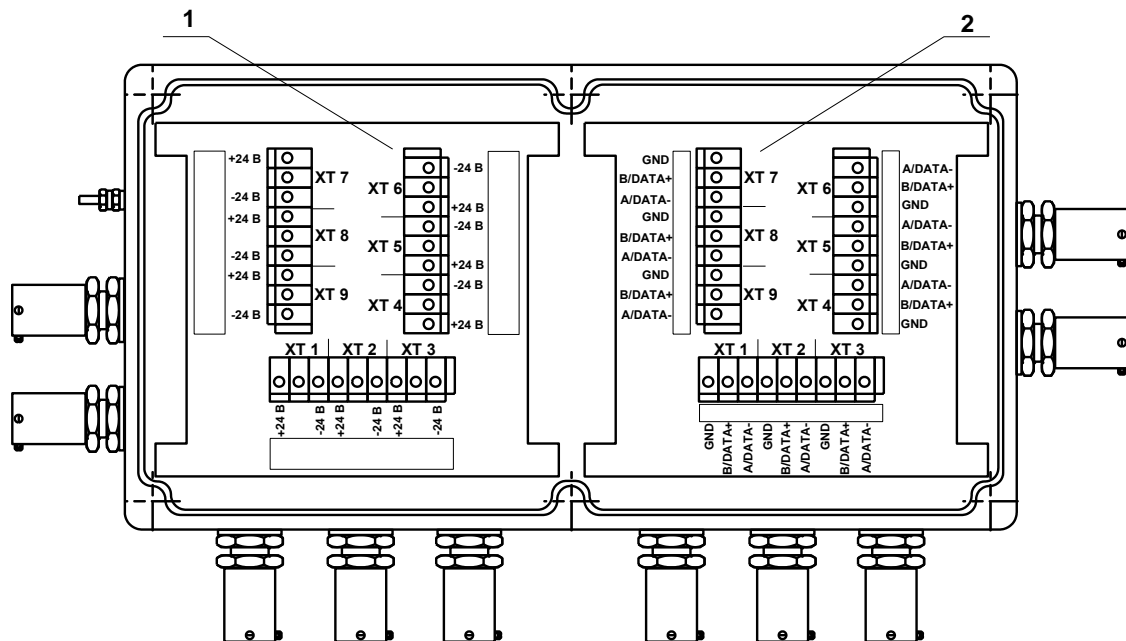 1
2
+24 В
-24 В
+24 В
-24 В
+24 В
-24 В
XT 7
XT 8
XT 9
XT 6
XT 5
XT 4
-24 В
+24 В
-24 В
+24 В
-24 В
+24 В
XT 1 XT 2 XT 3
+24 В
-24 В
+24 В
-24 В
+24 В
-24 В
GND
B/DATA+
A/DATA-
GND
B/DATA+
A/DATA-
GND
B/DATA+
A/DATA-
XT 7
XT 8
XT 9
XT 6
XT 5
XT 4
A/DATA-
B/DATA+
GND
A/DATA-
B/DATA+
GND
A/DATA-
B/DATA+
GND
XT 1 XT 2 XT 3
GND
B/DATA+
A/DATA-
GND
B/DATA+
A/DATA-
GND
B/DATA+
A/DATA-